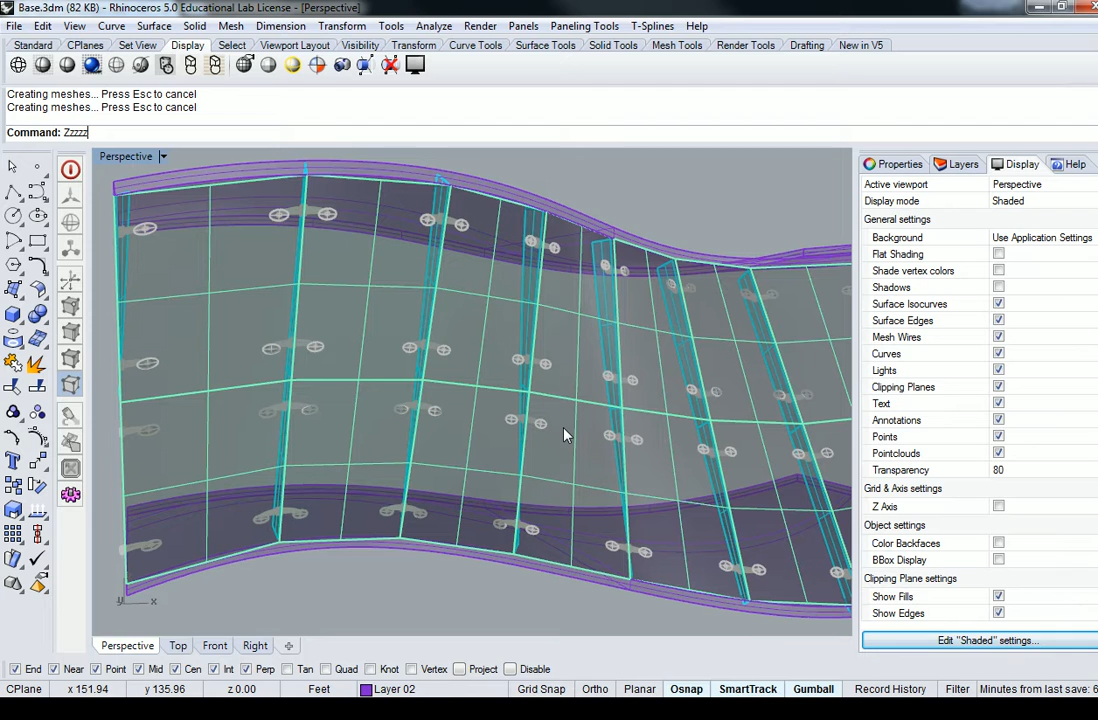 Base.3dm (82 KB) - Rhinoceros 5.0 Educational Lab License - [Perspective]
File Edit View Curve Surface Solid Mesh Dimension Transform Tools Analyze Render Panels Paneling Tools T-Splines Help
Standard CPlanes Set View Display Select Viewport Layout Visibility Transform Curve Tools Surface Tools Solid Tools Mesh Tools Render Tools Drafting New in V5
Creating meshes... Press Esc to cancel
Creating meshes... Press Esc to cancel
Command: Zzzzz
Perspective
Properties Layers Display Help
Active viewport Perspective
Display mode Shaded
General settings
Background Use Application Settings
Flat Shading
Shade vertex colors
Shadows
Surface Isocurves
Surface Edges
Mesh Wires
Curves
Lights
Clipping Planes
Text
Annotations
Points
Pointclouds
Transparency 80
Grid & Axis settings
Z Axis
Object settings
Color Backfaces
BBox Display
Clipping Plane settings
Show Fills
Show Edges
Edit "Shaded" settings...
y x
Perspective Top Front Right
End Near Point Mid Cen Int Perp Tan Quad Knot Vertex Project Disable
CPlane x 151.94 y 135.96 z 0.00 Feet Layer 02 Grid Snap Ortho Planar Osnap SmartTrack Gumball Record History Filter Minutes from last save: 6